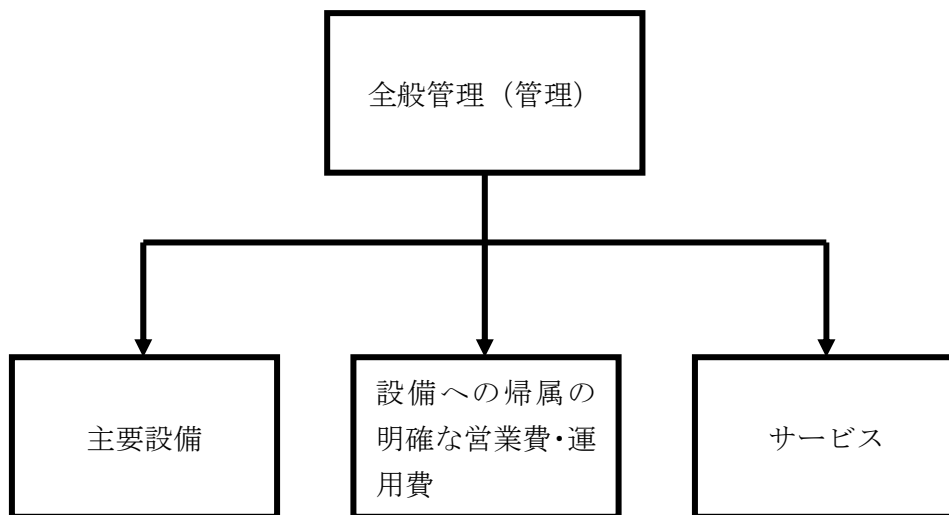 全般管理（管理）
主要設備
設備への帰属の
明確な営業費・運
用費
サービス